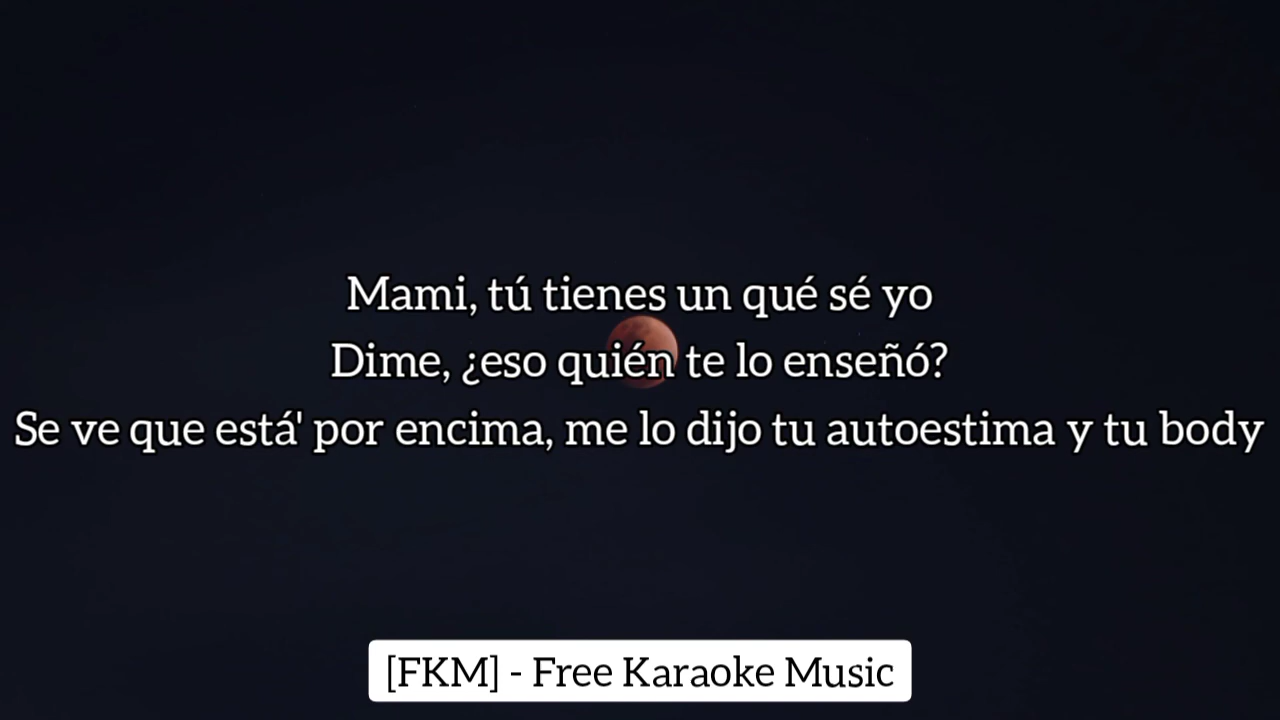 Mami, tú tienes un qué sé yo
Dime, ¿eso quién te lo enseñó?
Se ve que está' por encima, me lo dijo tu autoestima y tu body
[FKM] - Free Karaoke Music